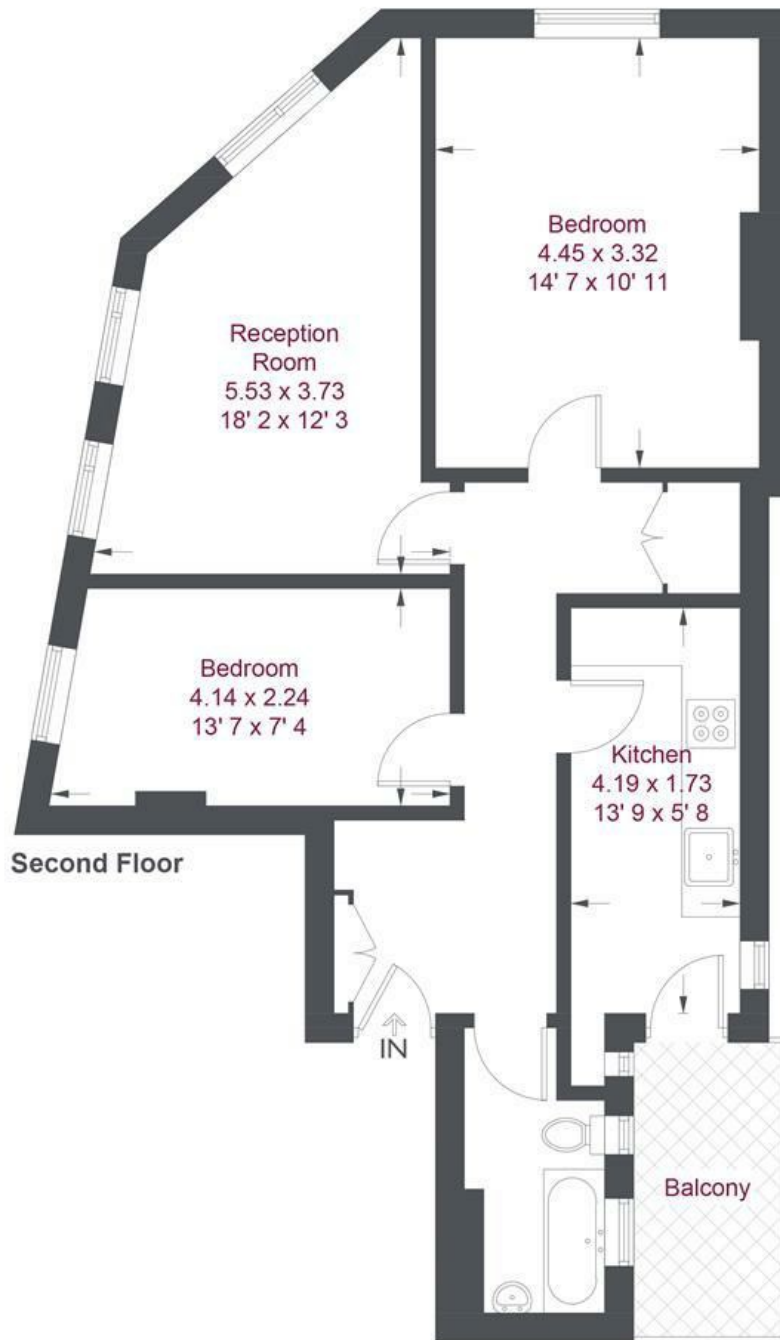 Bedroom
4.45 x 3.32
14' 7 x 10' 11
Reception
Room
5.53 x 3.73
18' 2 x 12' 3
Bedroom
4.14 x 2.24
13' 7 x 7' 4
Kitchen
4.19 x 1.73
13' 9 x 5' 8
Second Floor
IN
Balcony